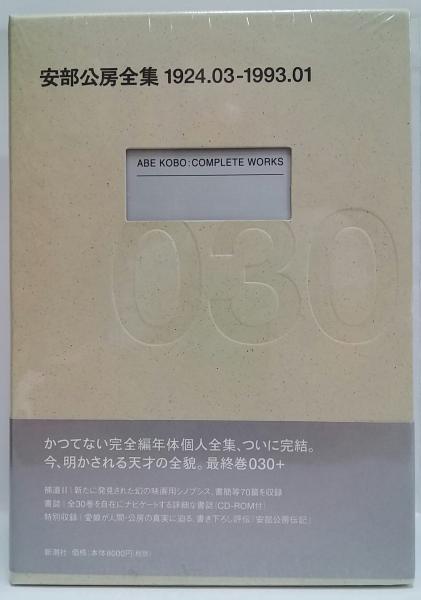 安部公房全集 1924.03-1993.01
ABE KOBO:COMPLETE WORKS
030
かつてない完全編年体個人全集、ついに完結。
今、明かされる天才の全貌。最終巻030+
補遺II|新たに発見された幻の映画用シノプシス、書簡等70篇を収録
書誌|全30巻を自在にナビゲートする詳細な書誌[CD-ROM付]
特別収録|愛娘が人間・公房の真実に迫る、書き下ろし評伝「安部公房伝記」
新潮社 価格:本体8000円(税別)